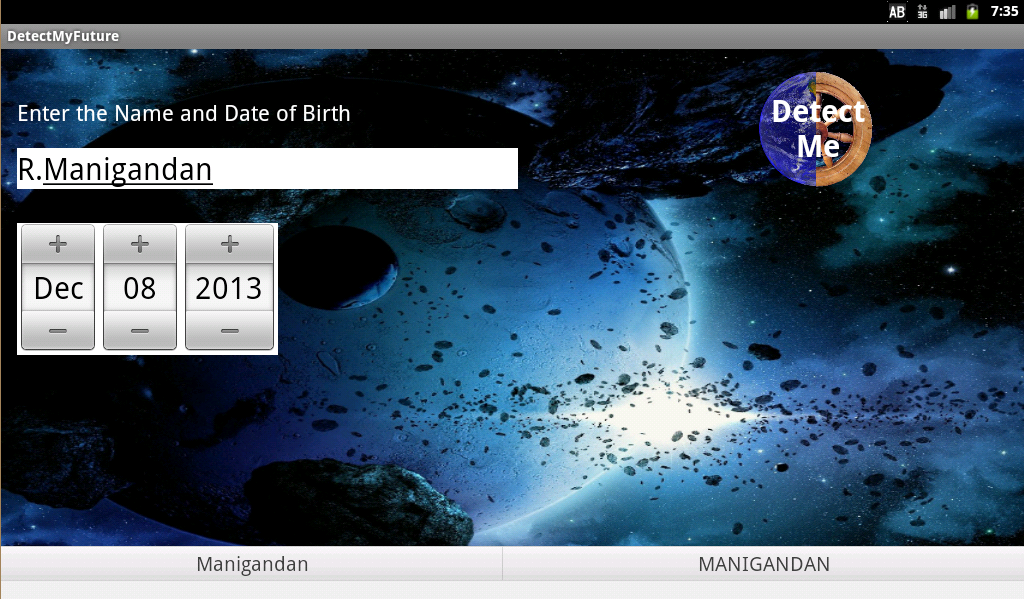 AB 3G 7:35
DetectMyFuture
Enter the Name and Date of Birth
Detect
Me
R.Manigandan
+ + +
Dec 08 2013
− − −
Manigandan MANIGANDAN